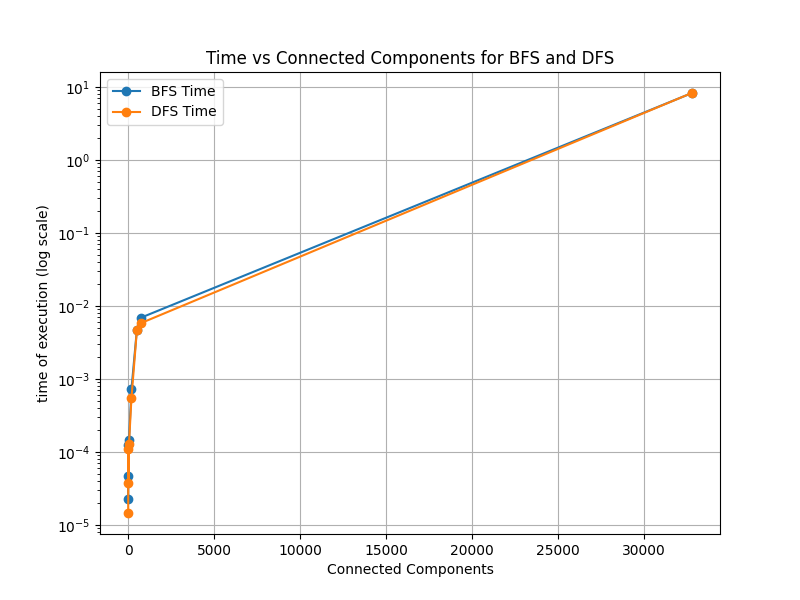 Time vs Connected Components for BFS and DFS
BFS Time
DFS Time
time of execution (log scale)
10¹
10⁰
10⁻¹
10⁻²
10⁻³
10⁻⁴
10⁻⁵
0 5000 10000 15000 20000 25000 30000
Connected Components